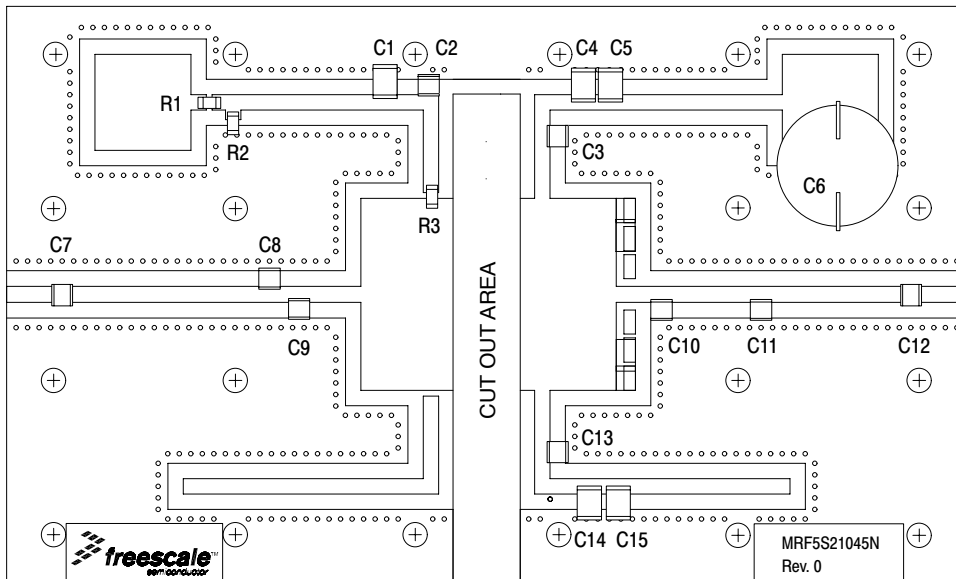 C1
C2
C4
C5
R1
R2
C3
C6
R3
C7
C8
C9
CUT OUT AREA
C10
C11
C12
C13
C14
C15
freescale™
semiconductor
MRF5S21045N
Rev. 0